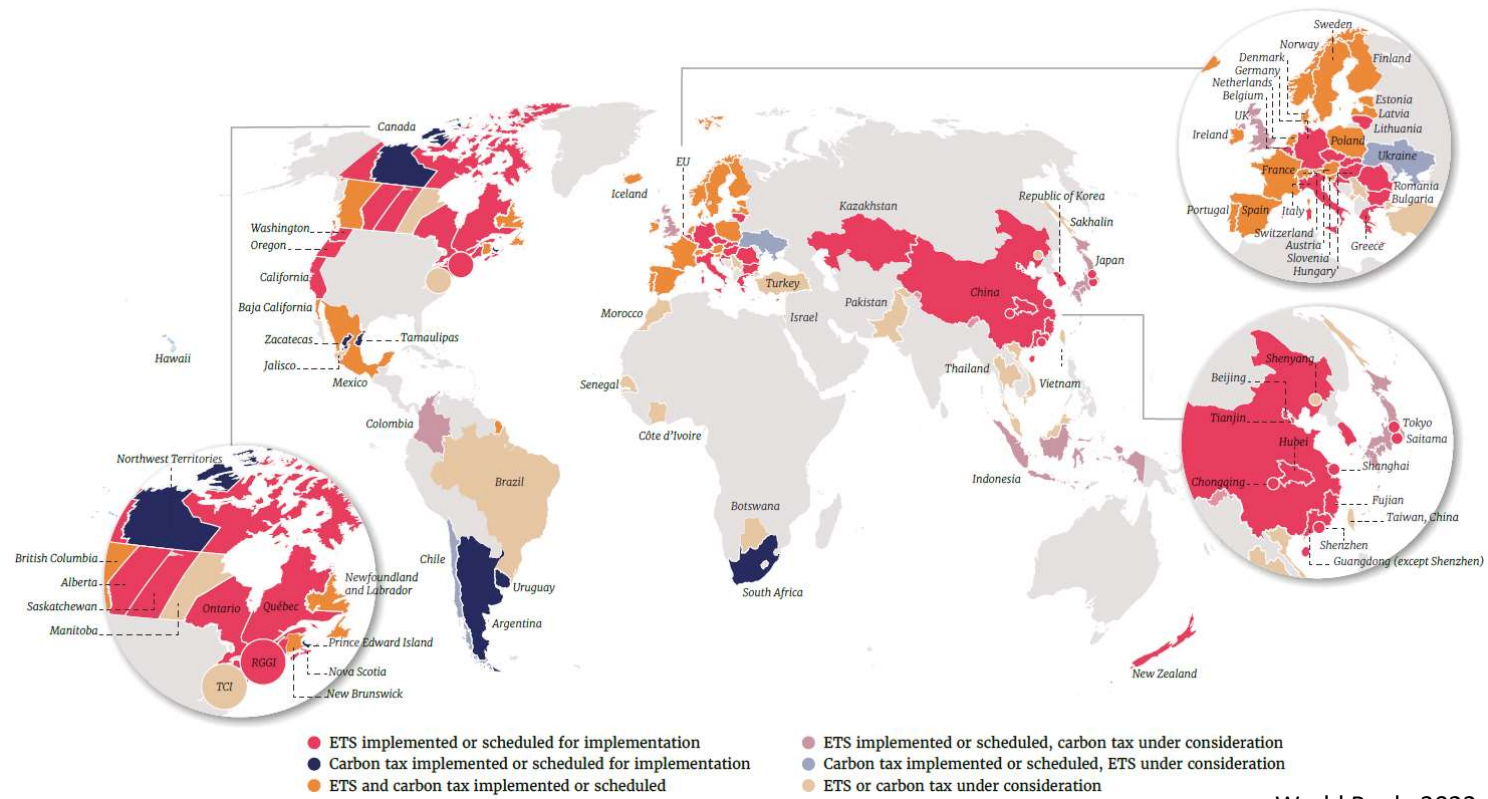 Canada
Washington
Oregon
California
Baja California
Zacatecas
Jalisco
Mexico
Tamaulipas
Hawaii
Colombia
Brazil
Chile
Uruguay
Argentina
Iceland
EU
Morocco
Senegal
Côte d'Ivoire
Botswana
South Africa
Turkey
Israel
Kazakhstan
Pakistan
China
Thailand
Vietnam
Indonesia
Republic of Korea
Sakhalin
Japan
New Zealand
Sweden
Norway
Denmark
Germany
Netherlands
Belgium
UK
Ireland
Finland
Estonia
Latvia
Lithuania
Poland
Ukraine
France
Romania
Bulgaria
Portugal
Spain
Italy
Switzerland
Austria
Slovenia
Hungary
Greece
Shenyang
Beijing
Tianjin
Hubei
Tokyo
Saitama
Shanghai
Chongqing
Fujian
Taiwan, China
Shenzhen
Guangdong (except Shenzhen)
Northwest Territories
British Columbia
Alberta
Saskatchewan
Manitoba
Ontario
Québec
Newfoundland
and Labrador
Prince Edward Island
Nova Scotia
New Brunswick
RGGI
TCI
ETS implemented or scheduled for implementation
Carbon tax implemented or scheduled for implementation
ETS and carbon tax implemented or scheduled
ETS implemented or scheduled, carbon tax under consideration
Carbon tax implemented or scheduled, ETS under consideration
ETS or carbon tax under consideration